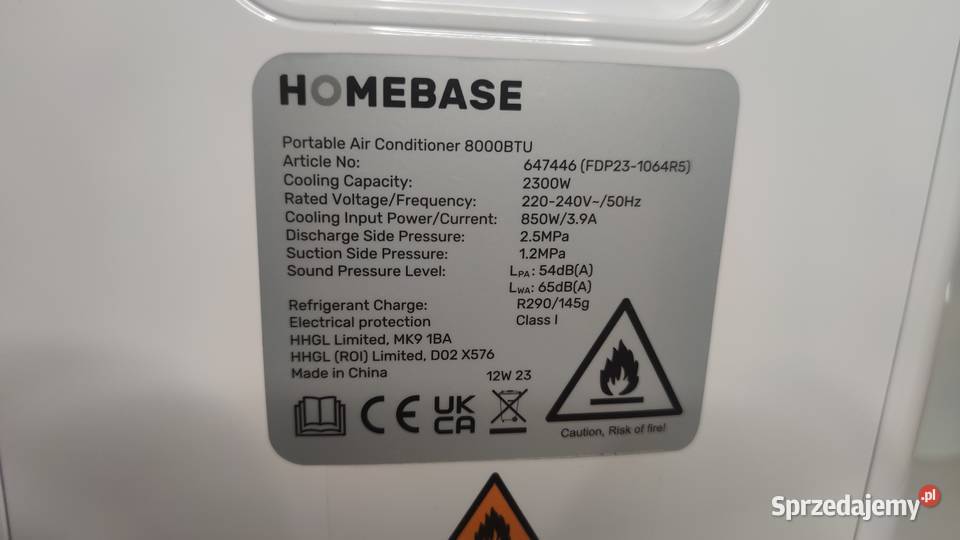 HOMEBASE
Portable Air Conditioner 8000BTU
Article No: 647446 (FDP23-1064R5)
Cooling Capacity: 2300W
Rated Voltage/Frequency: 220-240V~/50Hz
Cooling Input Power/Current: 850W/3.9A
Discharge Side Pressure: 2.5MPa
Suction Side Pressure: 1.2MPa
Sound Pressure Level: LPA: 54dB(A)
LWA: 65dB(A)
Refrigerant Charge: R290/145g
Electrical protection Class I
HHGL Limited, MK9 1BA
HHGL (ROI) Limited, D02 X576
Made in China 12W 23
CE UK CA
Caution, Risk of fire!
Sprzedajemy.pl